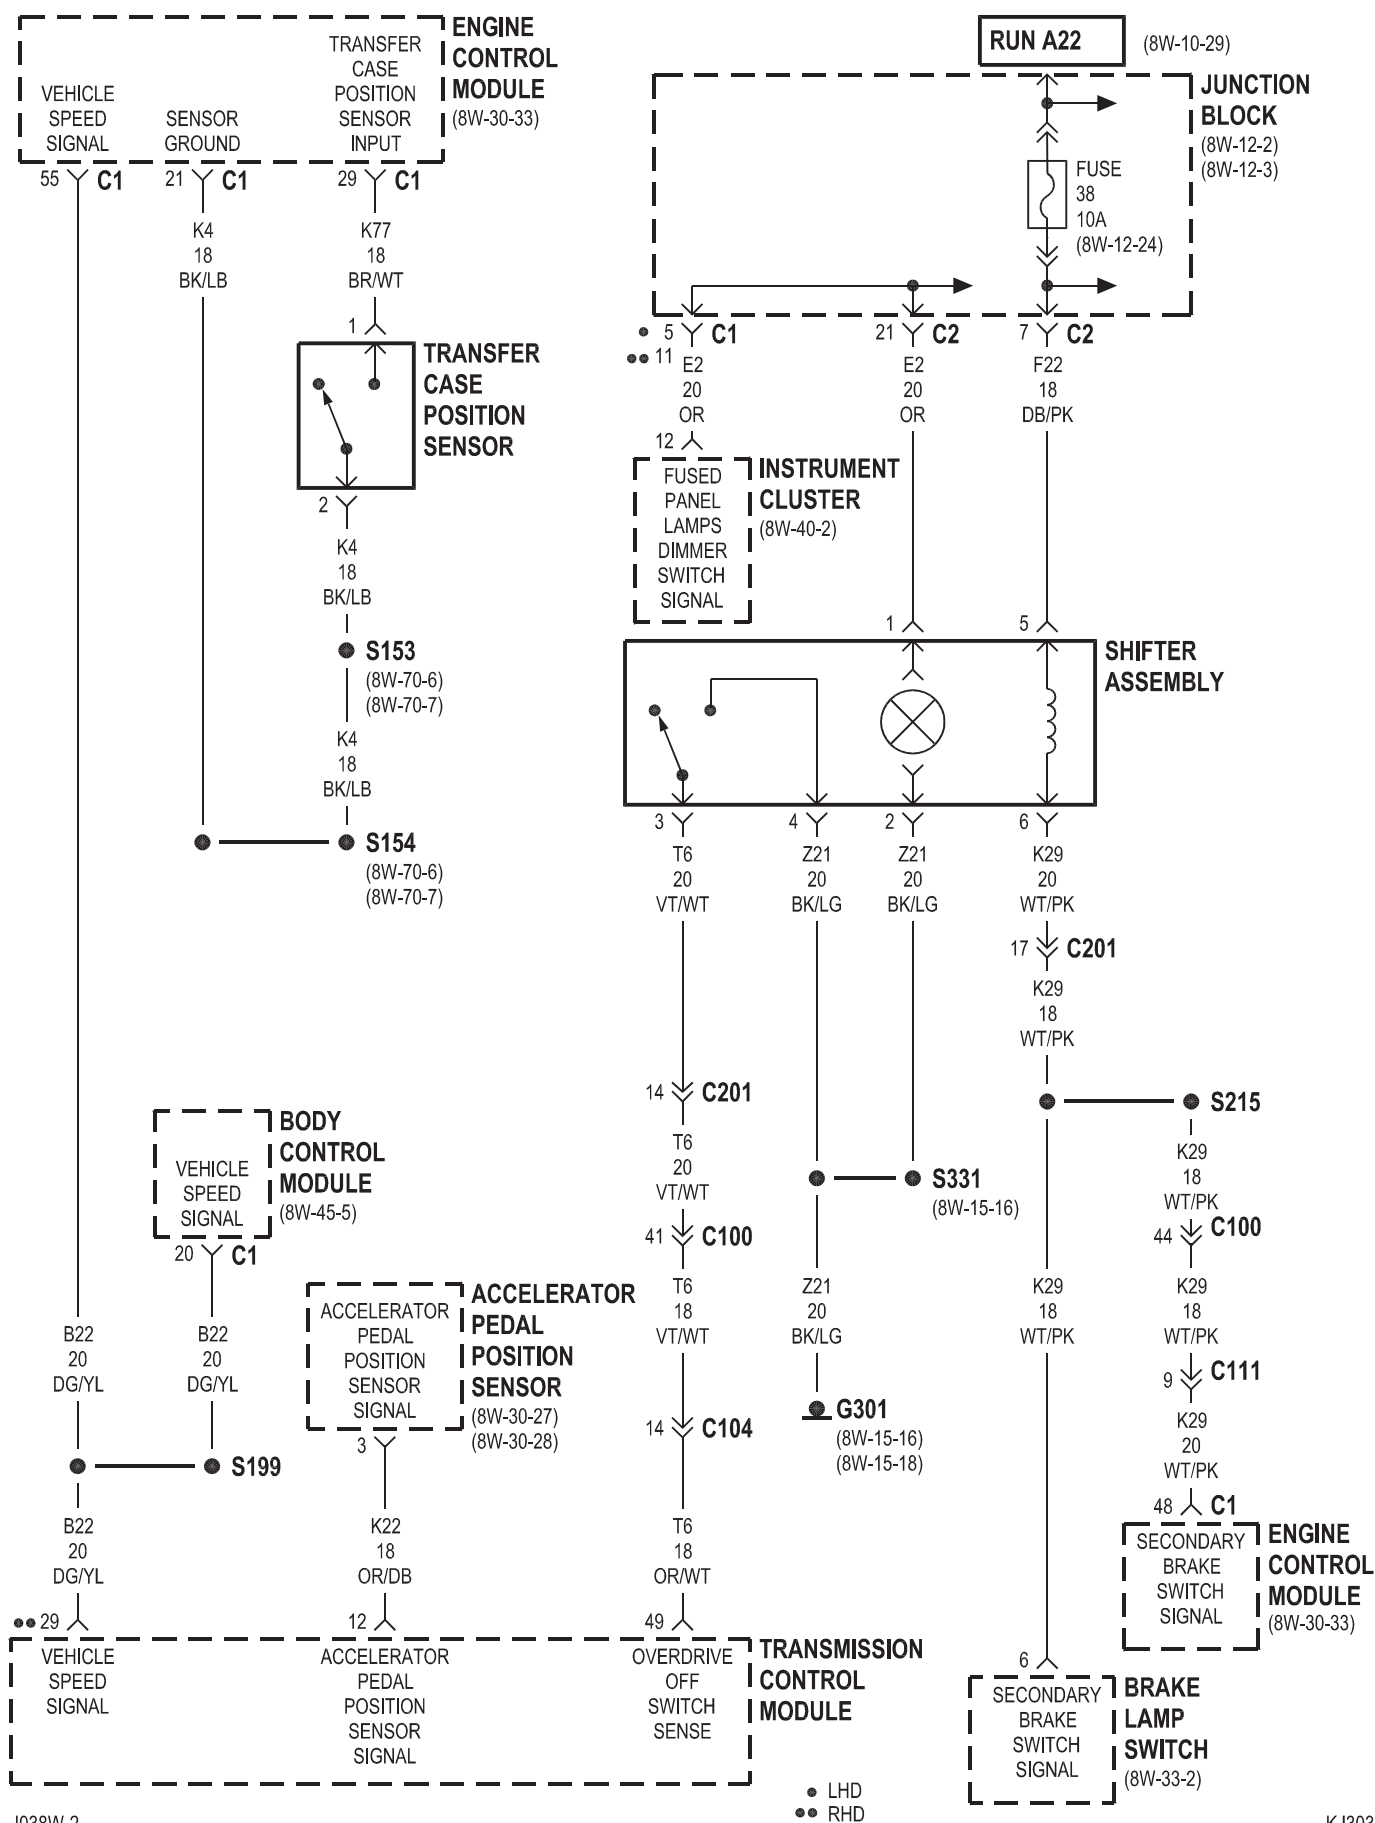 ENGINE
CONTROL
MODULE
(8W-30-33)
TRANSFER
CASE
POSITION
SENSOR
INPUT
VEHICLE
SPEED
SIGNAL
SENSOR
GROUND
55 C1
21 C1
29 C1
K4
18
BK/LB
K77
18
BR/WT
1
TRANSFER
CASE
POSITION
SENSOR
2
K4
18
BK/LB
S153
(8W-70-6)
(8W-70-7)
K4
18
BK/LB
S154
(8W-70-6)
(8W-70-7)
RUN A22
(8W-10-29)
JUNCTION
BLOCK
(8W-12-2)
(8W-12-3)
FUSE
38
10A
(8W-12-24)
• 5 C1
•• 11
21 C2
7 C2
E2
20
OR
E2
20
OR
F22
18
DB/PK
12
FUSED
PANEL
LAMPS
DIMMER
SWITCH
SIGNAL
INSTRUMENT
CLUSTER
(8W-40-2)
1
5
SHIFTER
ASSEMBLY
3
4
2
6
T6
20
VT/WT
Z21
20
BK/LG
Z21
20
BK/LG
K29
20
WT/PK
17 C201
K29
18
WT/PK
14 C201
S215
T6
20
VT/WT
K29
18
WT/PK
S331
(8W-15-16)
41 C100
44 C100
T6
18
VT/WT
Z21
20
BK/LG
K29
18
WT/PK
K29
18
WT/PK
9 C111
14 C104
G301
(8W-15-16)
(8W-15-18)
K29
20
WT/PK
48 C1
SECONDARY
BRAKE
SWITCH
SIGNAL
ENGINE
CONTROL
MODULE
(8W-30-33)
BODY
CONTROL
MODULE
(8W-45-5)
VEHICLE
SPEED
SIGNAL
20 C1
B22
20
DG/YL
B22
20
DG/YL
ACCELERATOR
PEDAL
POSITION
SENSOR
SIGNAL
ACCELERATOR
PEDAL
POSITION
SENSOR
(8W-30-27)
(8W-30-28)
3
S199
B22
20
DG/YL
K22
18
OR/DB
T6
18
OR/WT
•• 29
12
49
VEHICLE
SPEED
SIGNAL
ACCELERATOR
PEDAL
POSITION
SENSOR
SIGNAL
OVERDRIVE
OFF
SWITCH
SENSE
TRANSMISSION
CONTROL
MODULE
6
SECONDARY
BRAKE
SWITCH
SIGNAL
BRAKE
LAMP
SWITCH
(8W-33-2)
• LHD
•• RHD